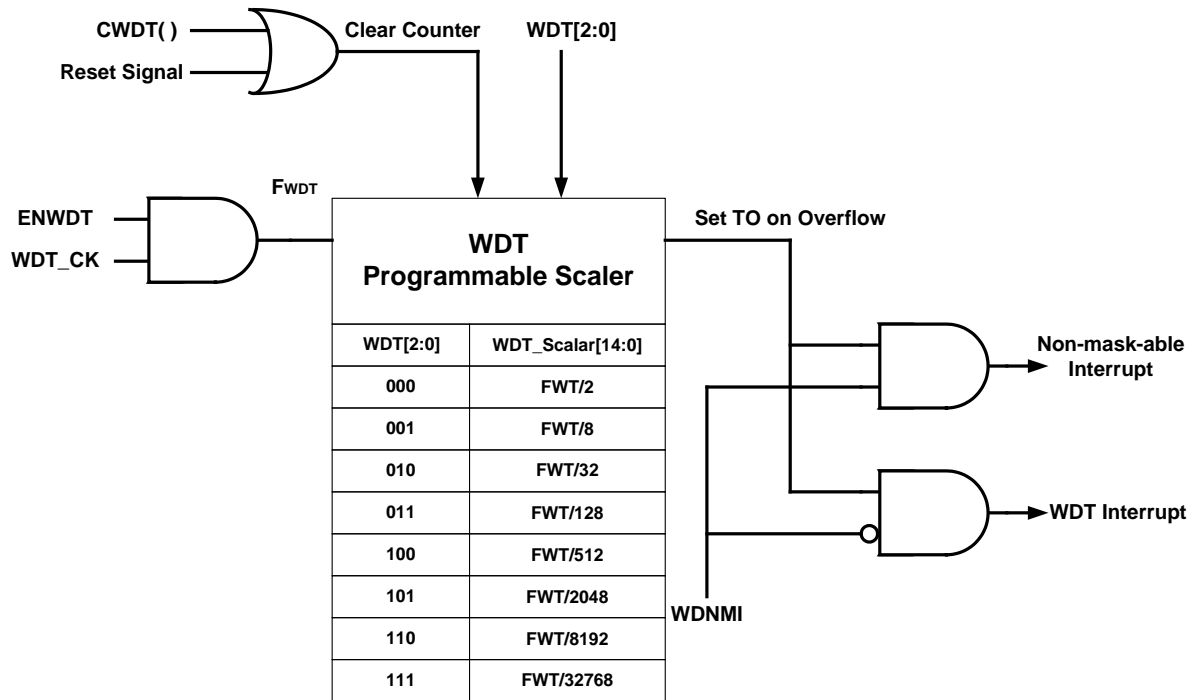 CWDT( )
Reset Signal
Clear Counter
WDT[2:0]
ENWDT
WDT_CK
FWDT
WDT
Programmable Scaler
Set TO on Overflow
WDT[2:0] WDT_Scalar[14:0]
000 FWT/2
001 FWT/8
010 FWT/32
011 FWT/128
100 FWT/512
101 FWT/2048
110 FWT/8192
111 FWT/32768
Non-mask-able
Interrupt
WDT Interrupt
WDNMI